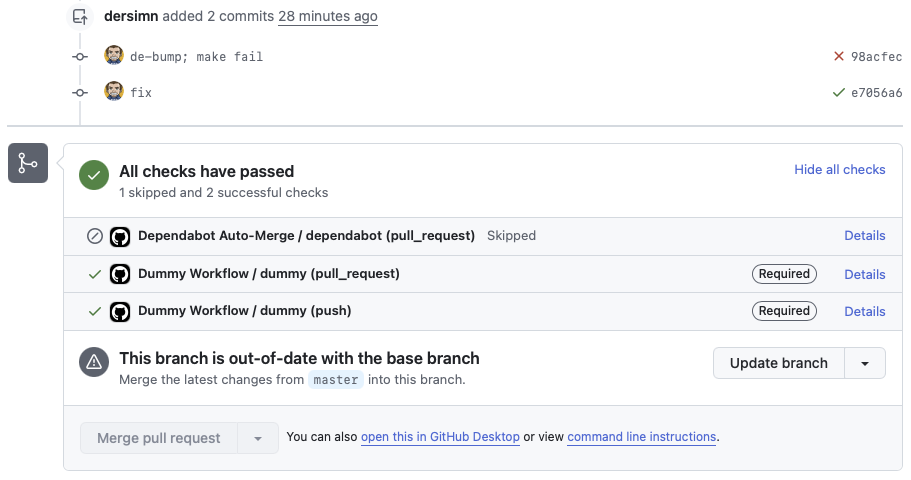 dersimn added 2 commits 28 minutes ago
de-bump; make fail 98acfec
fix e7056a6
All checks have passed Hide all checks
1 skipped and 2 successful checks
Dependabot Auto-Merge / dependabot (pull_request) Skipped Details
Dummy Workflow / dummy (pull_request) Required Details
Dummy Workflow / dummy (push) Required Details
This branch is out-of-date with the base branch
Merge the latest changes from master into this branch. Update branch
Merge pull request You can also open this in GitHub Desktop or view command line instructions.